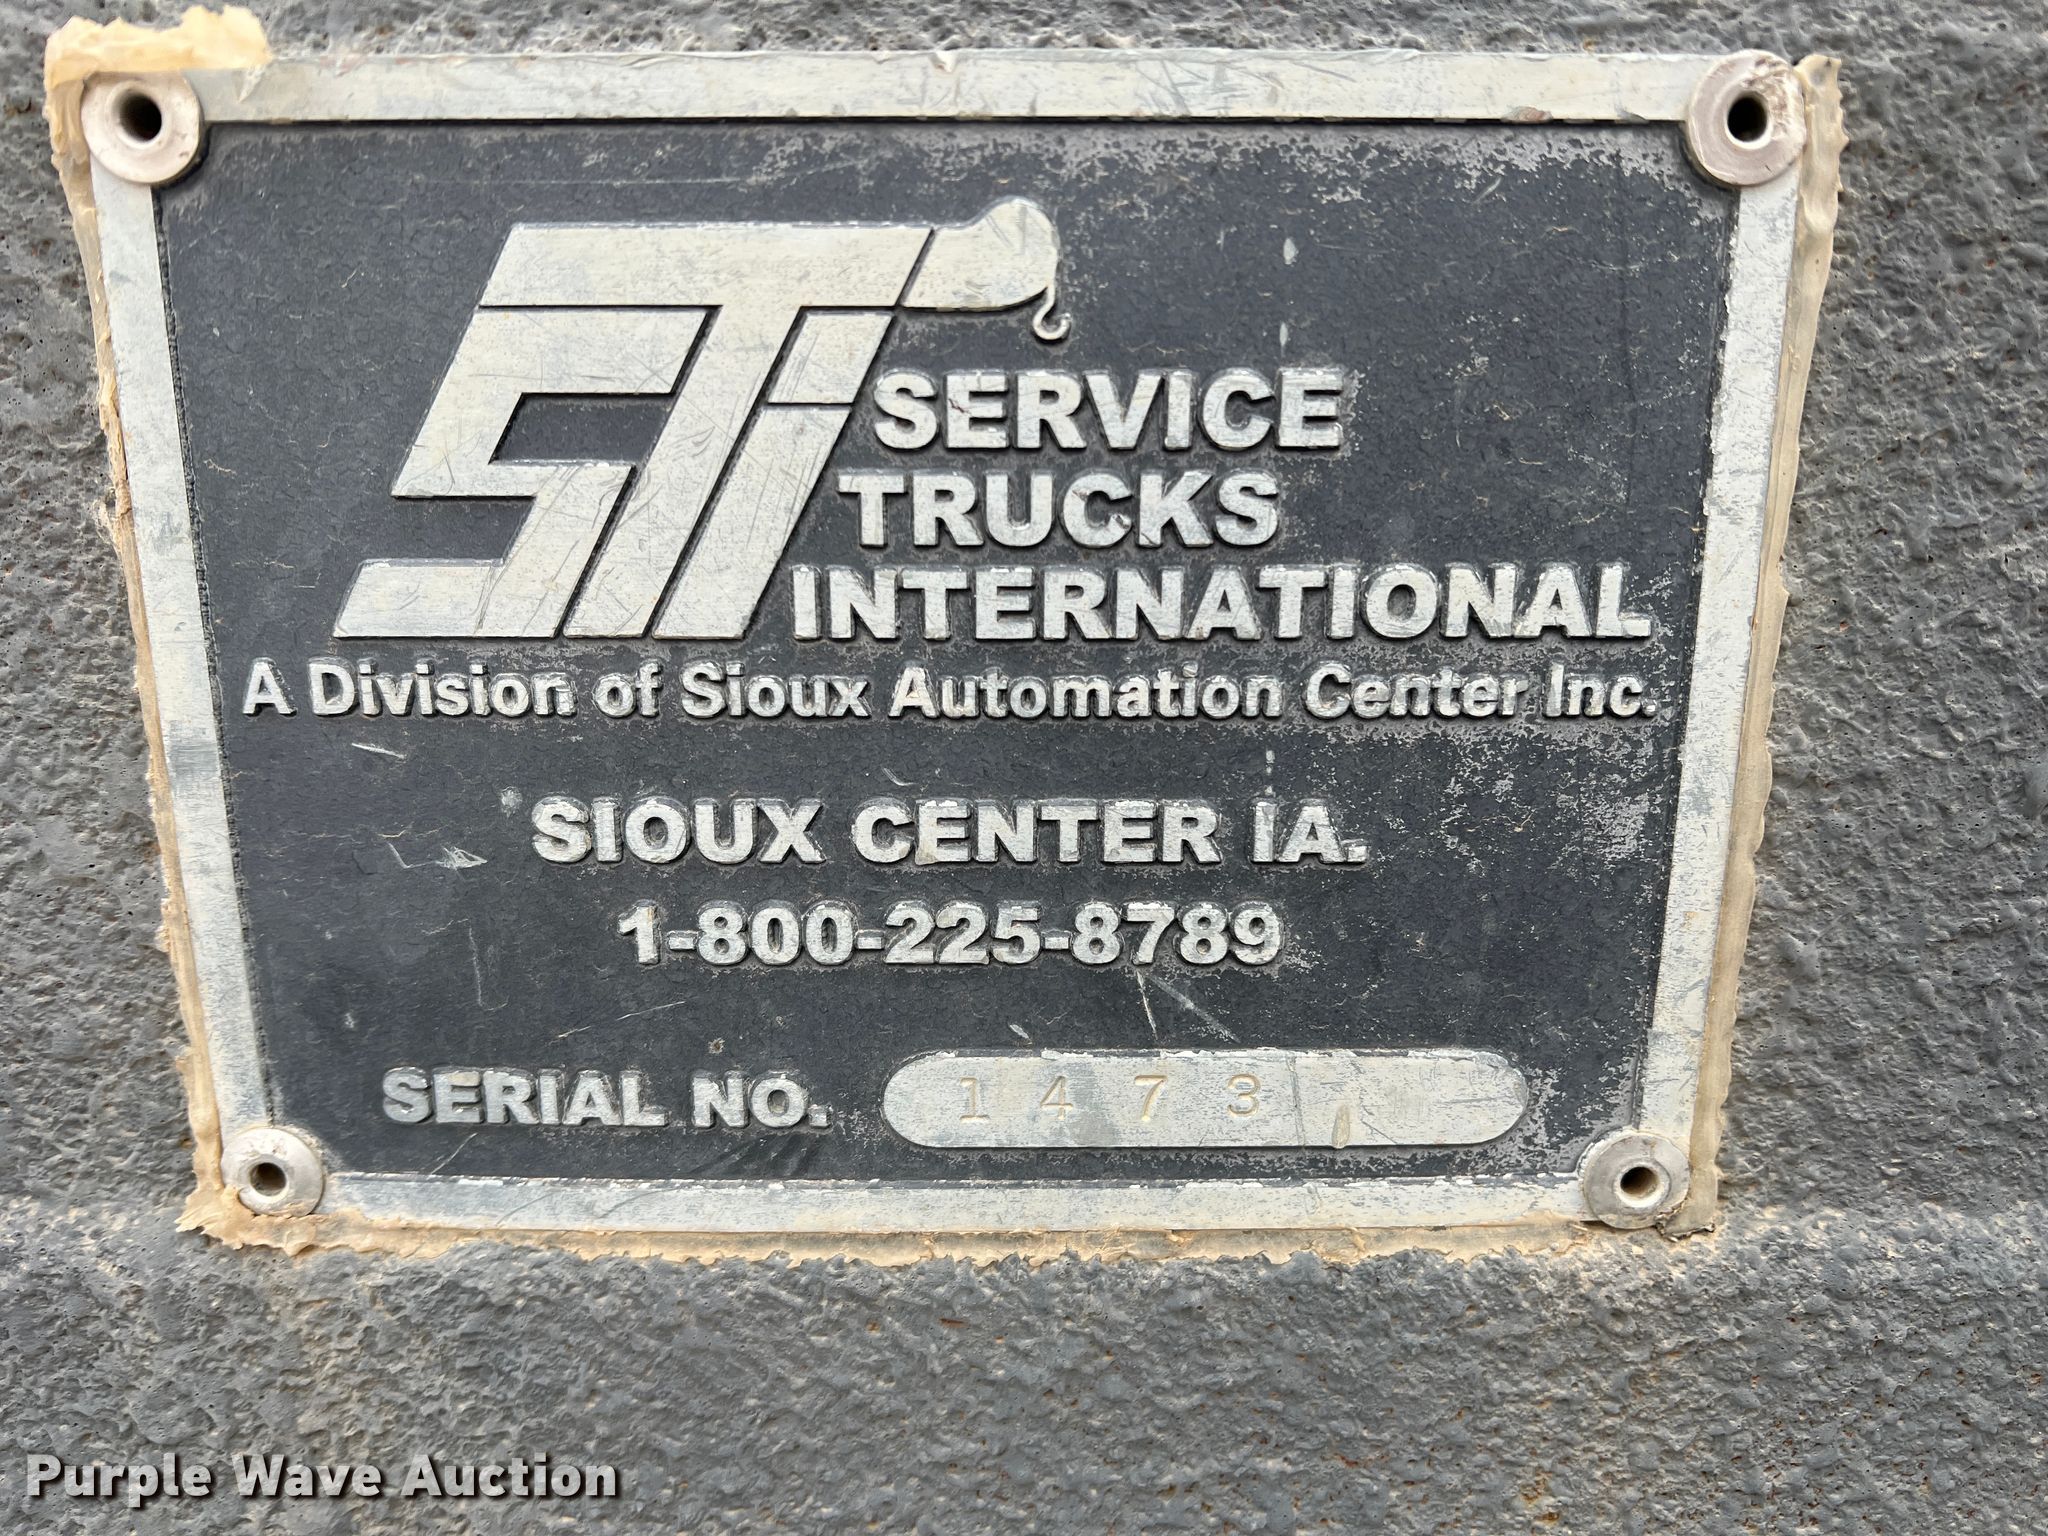 STI
SERVICE
TRUCKS
INTERNATIONAL
A Division of Sioux Automation Center Inc.
SIOUX CENTER IA.
1-800-225-8789
SERIAL NO. 1473
Purple Wave Auction